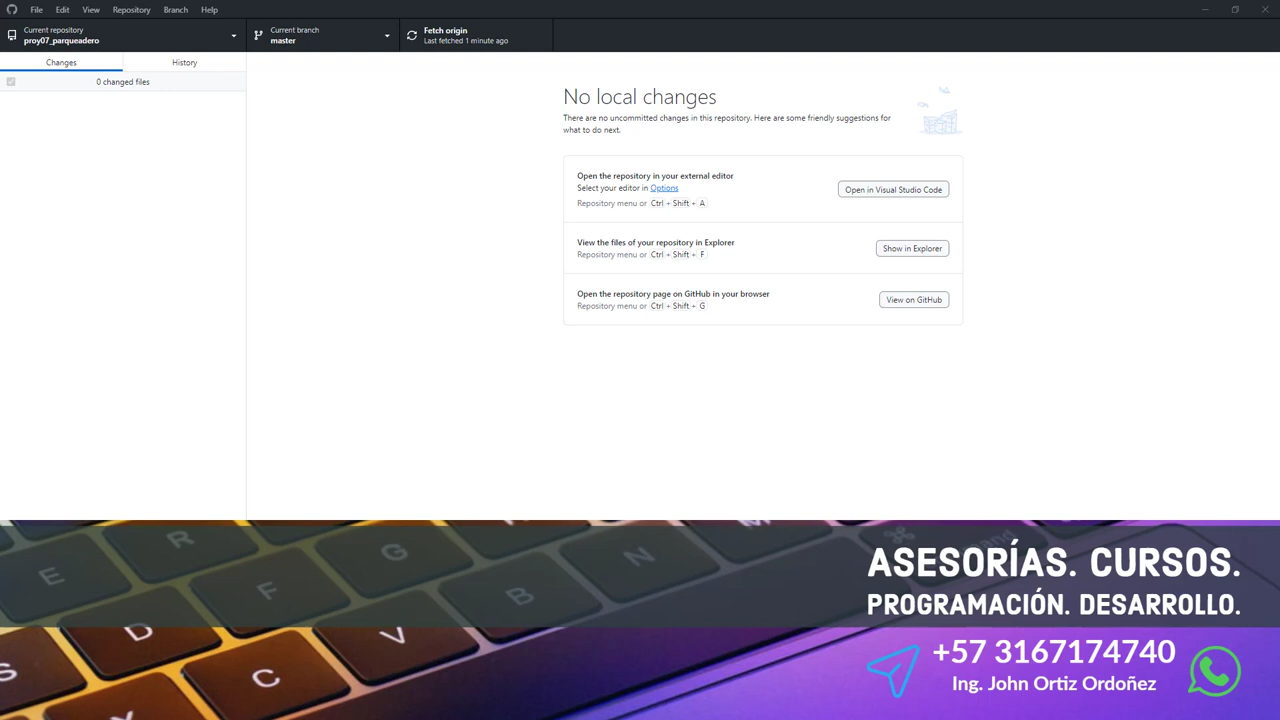 File Edit View Repository Branch Help
Current repository
proy07_parqueadero
Current branch
master
Fetch origin
Last fetched 1 minute ago
Changes
History
0 changed files
No local changes
There are no uncommitted changes in this repository. Here are some friendly suggestions for
what to do next.
Open the repository in your external editor
Select your editor in Options
Repository menu or Ctrl + Shift + A
Open in Visual Studio Code
View the files of your repository in Explorer
Repository menu or Ctrl + Shift + F
Show in Explorer
Open the repository page on GitHub in your browser
Repository menu or Ctrl + Shift + G
View on GitHub
E R F G D B V N C
ASESORÍAS. CURSOS.
PROGRAMACIÓN. DESARROLLO.
+57 3167174740
Ing. John Ortiz Ordoñez